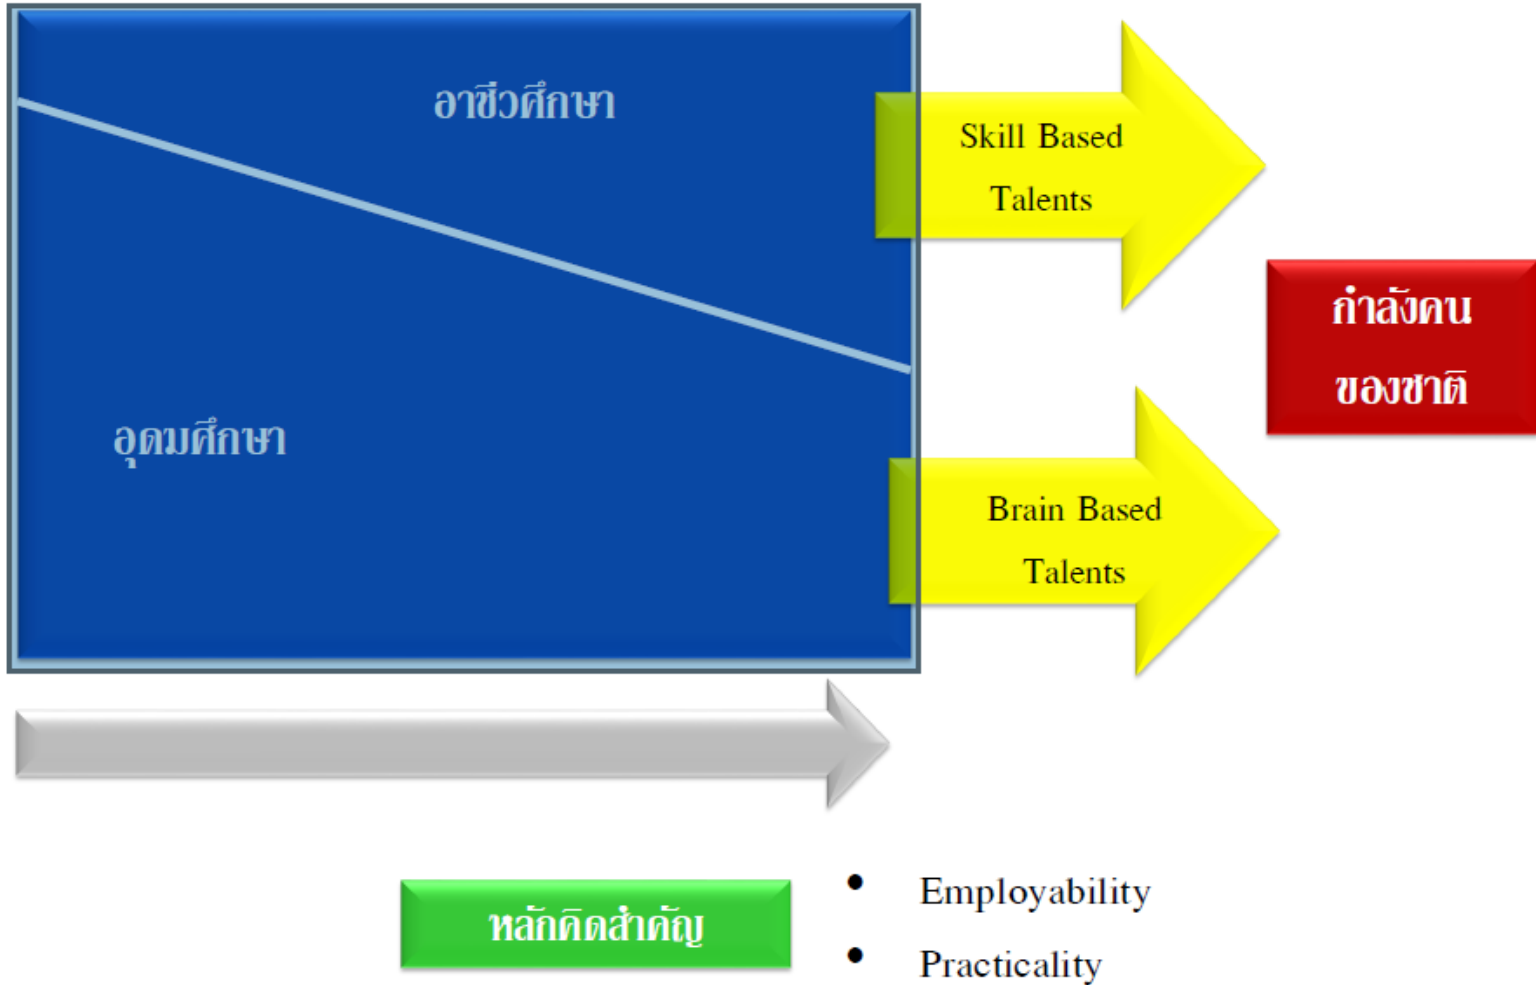 อาชีวศึกษา
Skill Based
Talents
กำลังคน
ของชาติ
อุดมศึกษา
Brain Based
Talents
หลักคิดสำคัญ
• Employability
• Practicality